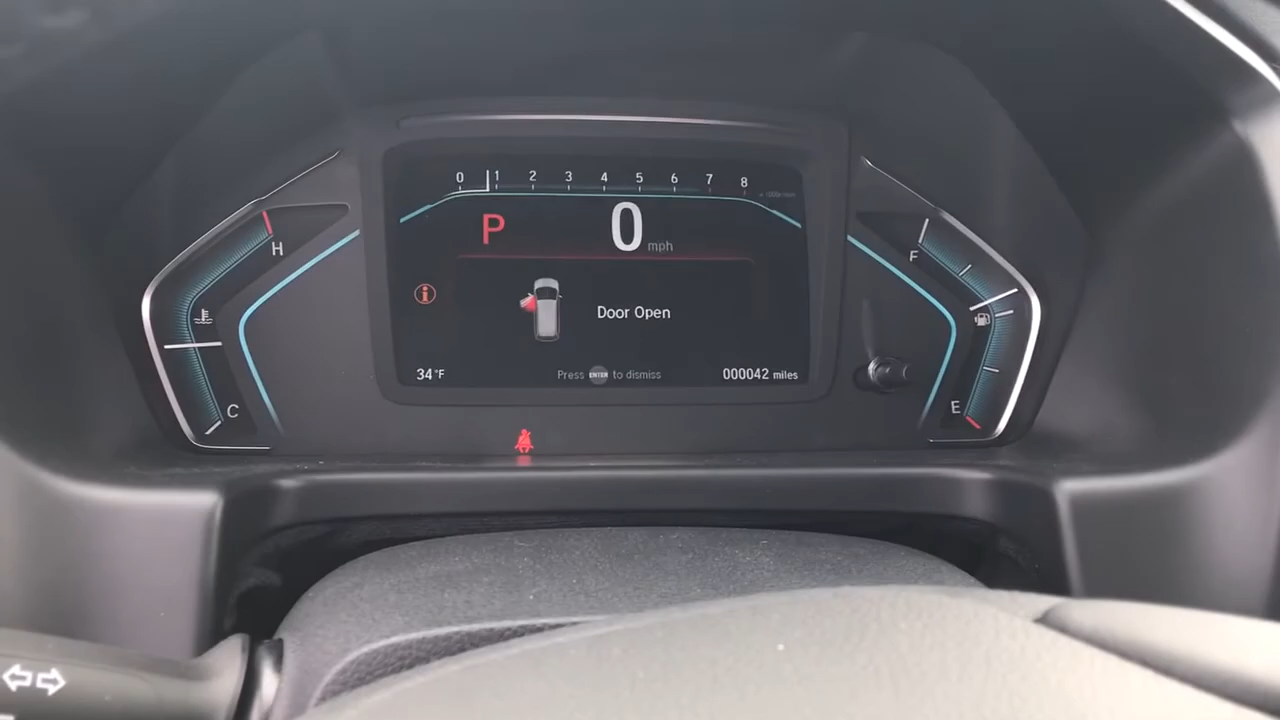 0 1 2 3 4 5 6 7 8
P 0 mph
H
F
Door Open
34°F
Press ENTER to dismiss
000042 miles
C
E